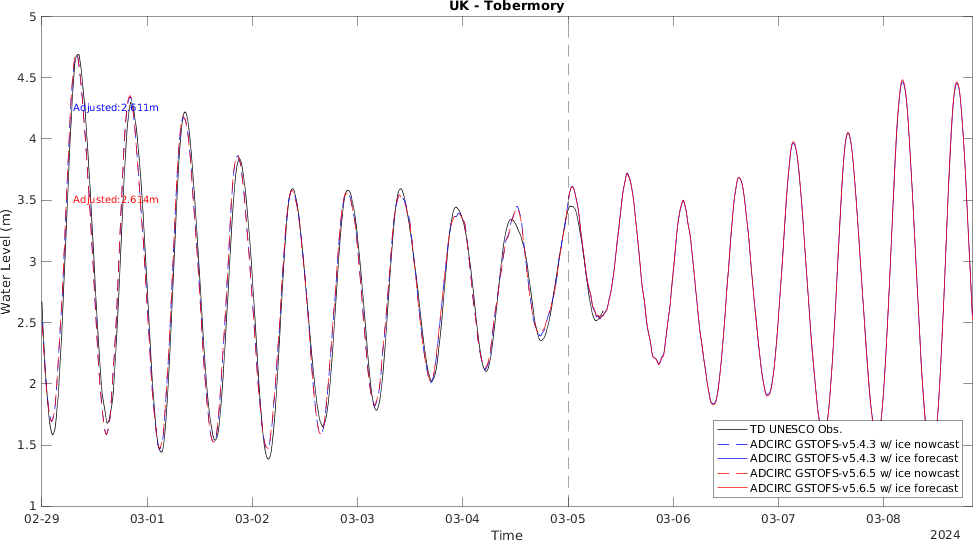 UK - Tobermory
5
4.5
4
3.5
3
2.5
2
1.5
1
Water Level (m)
Adjusted:2.611m
Adjusted:2.614m
TD UNESCO Obs.
ADCIRC GSTOFS-v5.4.3 w/ ice nowcast
ADCIRC GSTOFS-v5.4.3 w/ ice forecast
ADCIRC GSTOFS-v5.6.5 w/ ice nowcast
ADCIRC GSTOFS-v5.6.5 w/ ice forecast
02-29 03-01 03-02 03-03 03-04 03-05 03-06 03-07 03-08
Time
2024